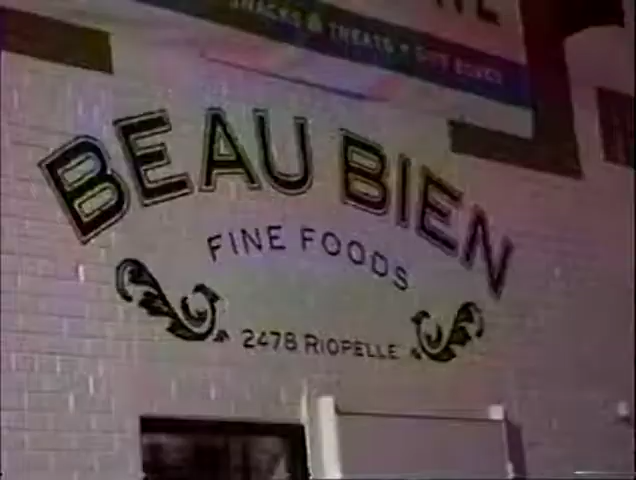 SNACKS & TREATS • GIFT BOXES
BEAU BIEN
FINE FOODS
2478 RIOPELLE